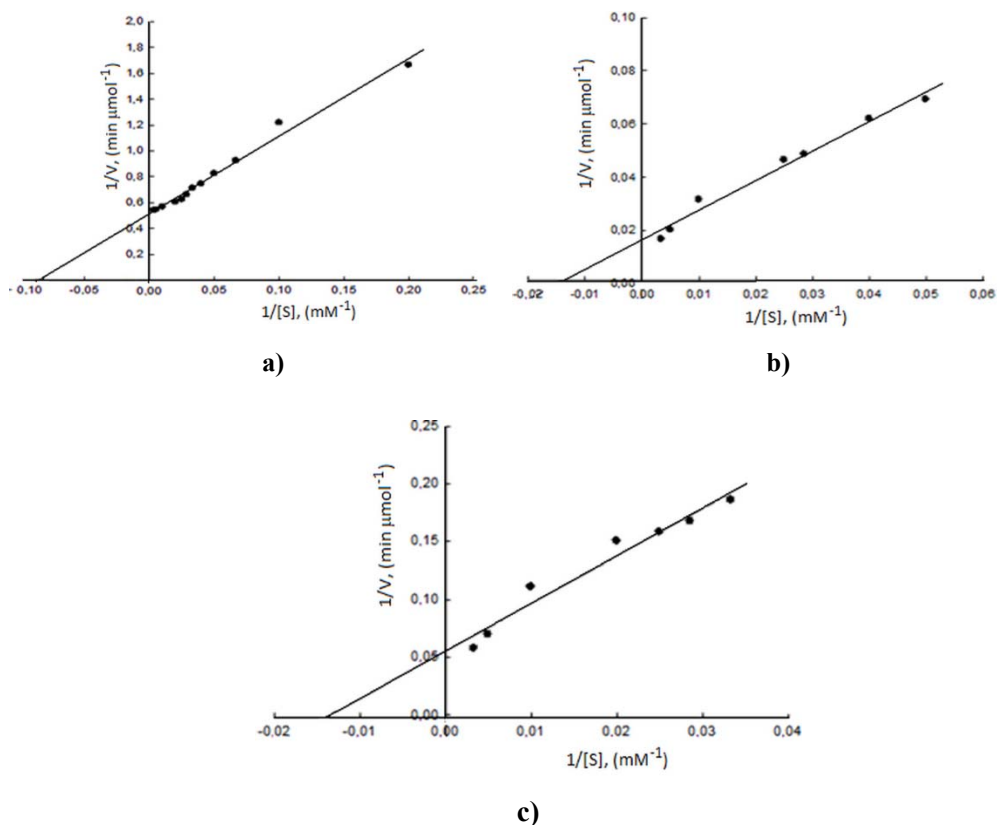 2,0
1,8
1,6
1,4
1,2
1,0
0,8
0,6
0,4
0,2
1/V, (min μmol⁻¹)
- 0.10 -0,05 0,00 0,05 0,10 0,15 0,20 0,25
1/[S], (mM⁻¹)
a)
0,10
0,08
0,06
0,04
0,02
0,00
1/V, (min μmol⁻¹)
-0,02 -0,01 0,00 0,01 0,02 0,03 0,04 0,05 0,06
1/[S], (mM⁻¹)
b)
0,25
0,20
0,15
0,10
0,05
0,00
1/V, (min μmol⁻¹)
-0,02 -0,01 0,00 0,01 0,02 0,03 0,04
1/[S], (mM⁻¹)
c)